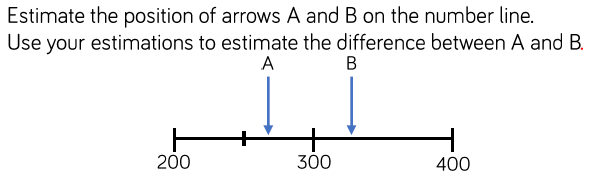 Estimate the position of arrows A and B on the number line.
Use your estimations to estimate the difference between A and B.
A B
200 300 400